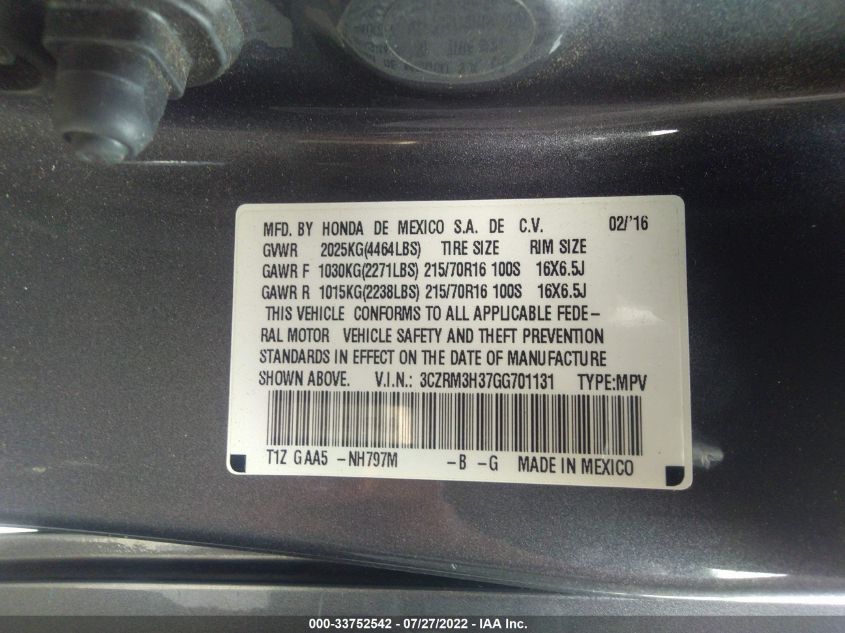 MFD. BY HONDA DE MEXICO S.A. DE C.V. 02/'16
GVWR 2025KG(4464LBS) TIRE SIZE RIM SIZE
GAWR F 1030KG(2271LBS) 215/70R16 100S 16X6.5J
GAWR R 1015KG(2238LBS) 215/70R16 100S 16X6.5J
THIS VEHICLE CONFORMS TO ALL APPLICABLE FEDE-
RAL MOTOR VEHICLE SAFETY AND THEFT PREVENTION
STANDARDS IN EFFECT ON THE DATE OF MANUFACTURE
SHOWN ABOVE. V.I.N.: 3CZRM3H37GG701131 TYPE:MPV
T1Z GAA5 -NH797M -B -G MADE IN MEXICO
000-33752542 / 07/27/2022 / IAA Inc.